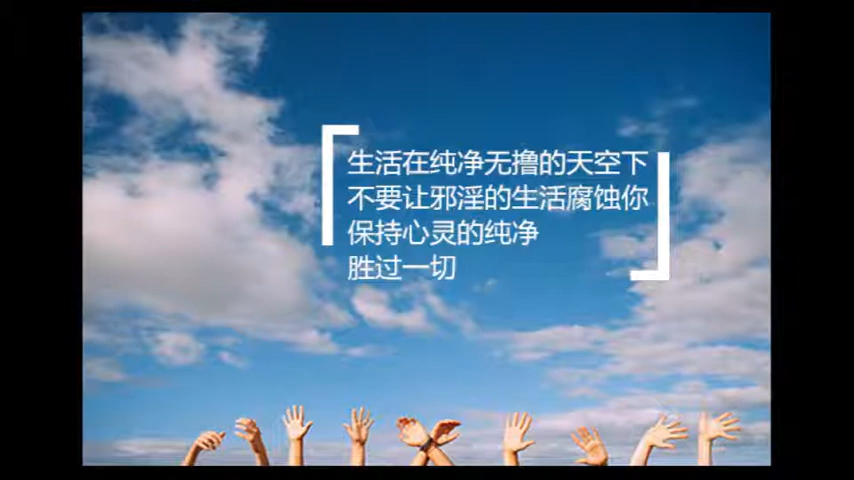 生活在纯净无撸的天空下
不要让邪淫的生活腐蚀你
保持心灵的纯净
胜过一切